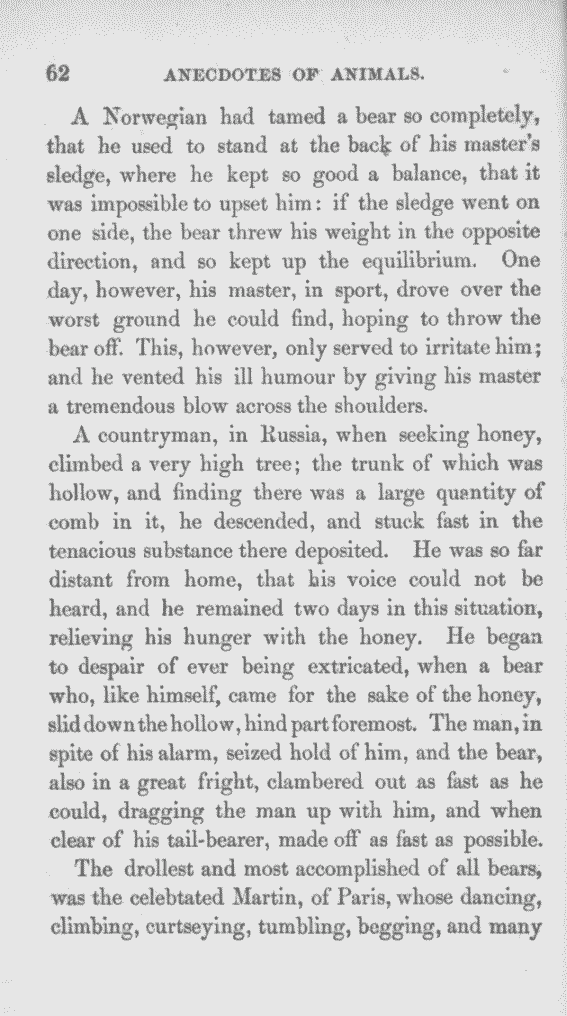 62 ANECDOTES OF ANIMALS.
A Norwegian had tamed a bear so completely,
that he used to stand at the back of his master's
sledge, where he kept so good a balance, that it
was impossible to upset him: if the sledge went on
one side, the bear threw his weight in the opposite
direction, and so kept up the equilibrium. One
day, however, his master, in sport, drove over the
worst ground he could find, hoping to throw the
bear off. This, however, only served to irritate him;
and he vented his ill humour by giving his master
a tremendous blow across the shoulders.
A countryman, in Russia, when seeking honey,
climbed a very high tree; the trunk of which was
hollow, and finding there was a large quantity of
comb in it, he descended, and stuck fast in the
tenacious substance there deposited. He was so far
distant from home, that his voice could not be
heard, and he remained two days in this situation,
relieving his hunger with the honey. He began
to despair of ever being extricated, when a bear
who, like himself, came for the sake of the honey,
slid down the hollow, hind part foremost. The man, in
spite of his alarm, seized hold of him, and the bear,
also in a great fright, clambered out as fast as he
could, dragging the man up with him, and when
clear of his tail-bearer, made off as fast as possible.
The drollest and most accomplished of all bears,
was the celebtated Martin, of Paris, whose dancing,
climbing, curtseying, tumbling, begging, and many